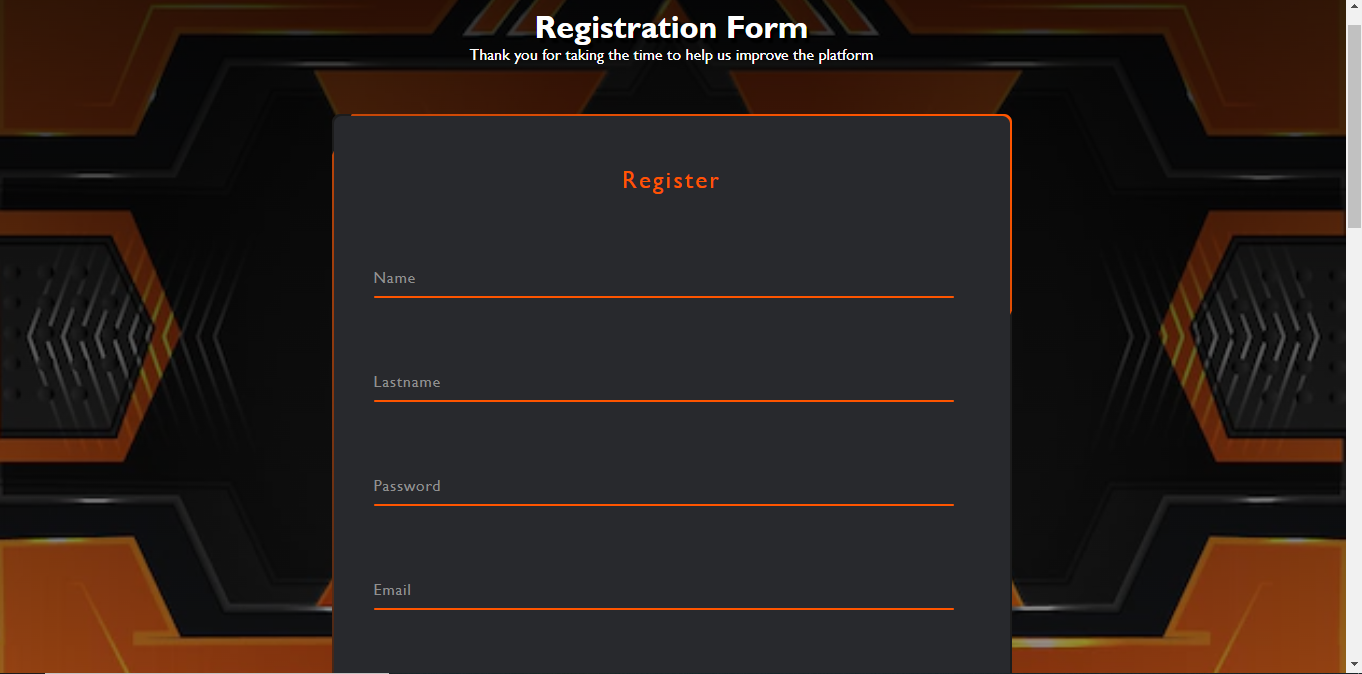 Registration Form
Thank you for taking the time to help us improve the platform
Register
Name
Lastname
Password
Email